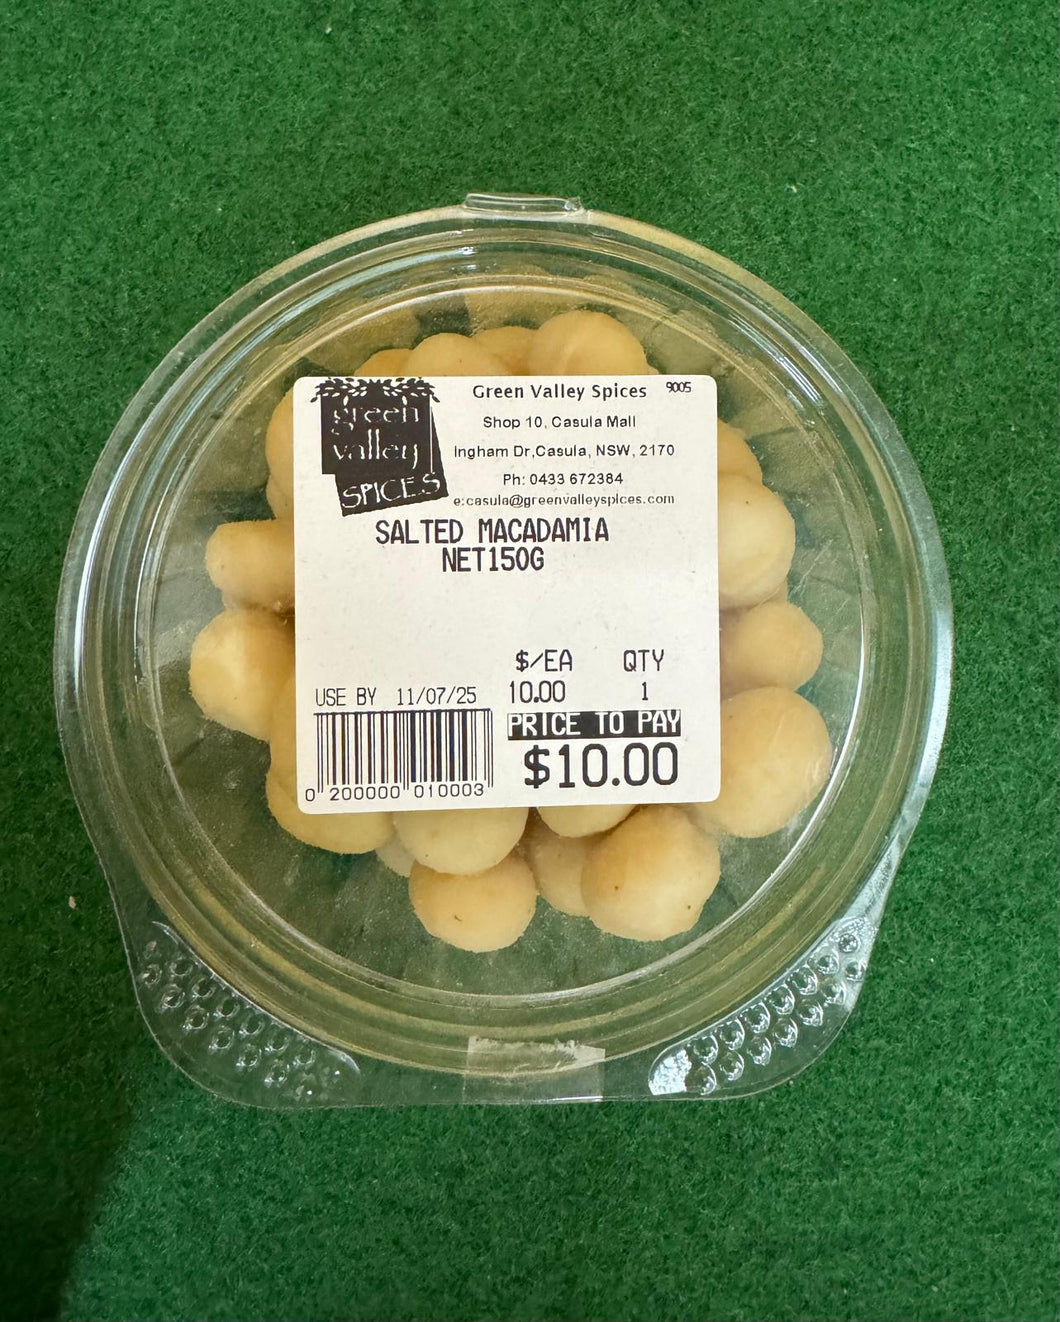 green
valley
SPICES
Green Valley Spices 9005
Shop 10, Casula Mall
Ingham Dr,Casula, NSW, 2170
Ph: 0433 672384
e:casula@greenvalleyspices.com
SALTED MACADAMIA
NET150G
$/EA QTY
10.00 1
USE BY 11/07/25
PRICE TO PAY
$10.00
0 200000 010003